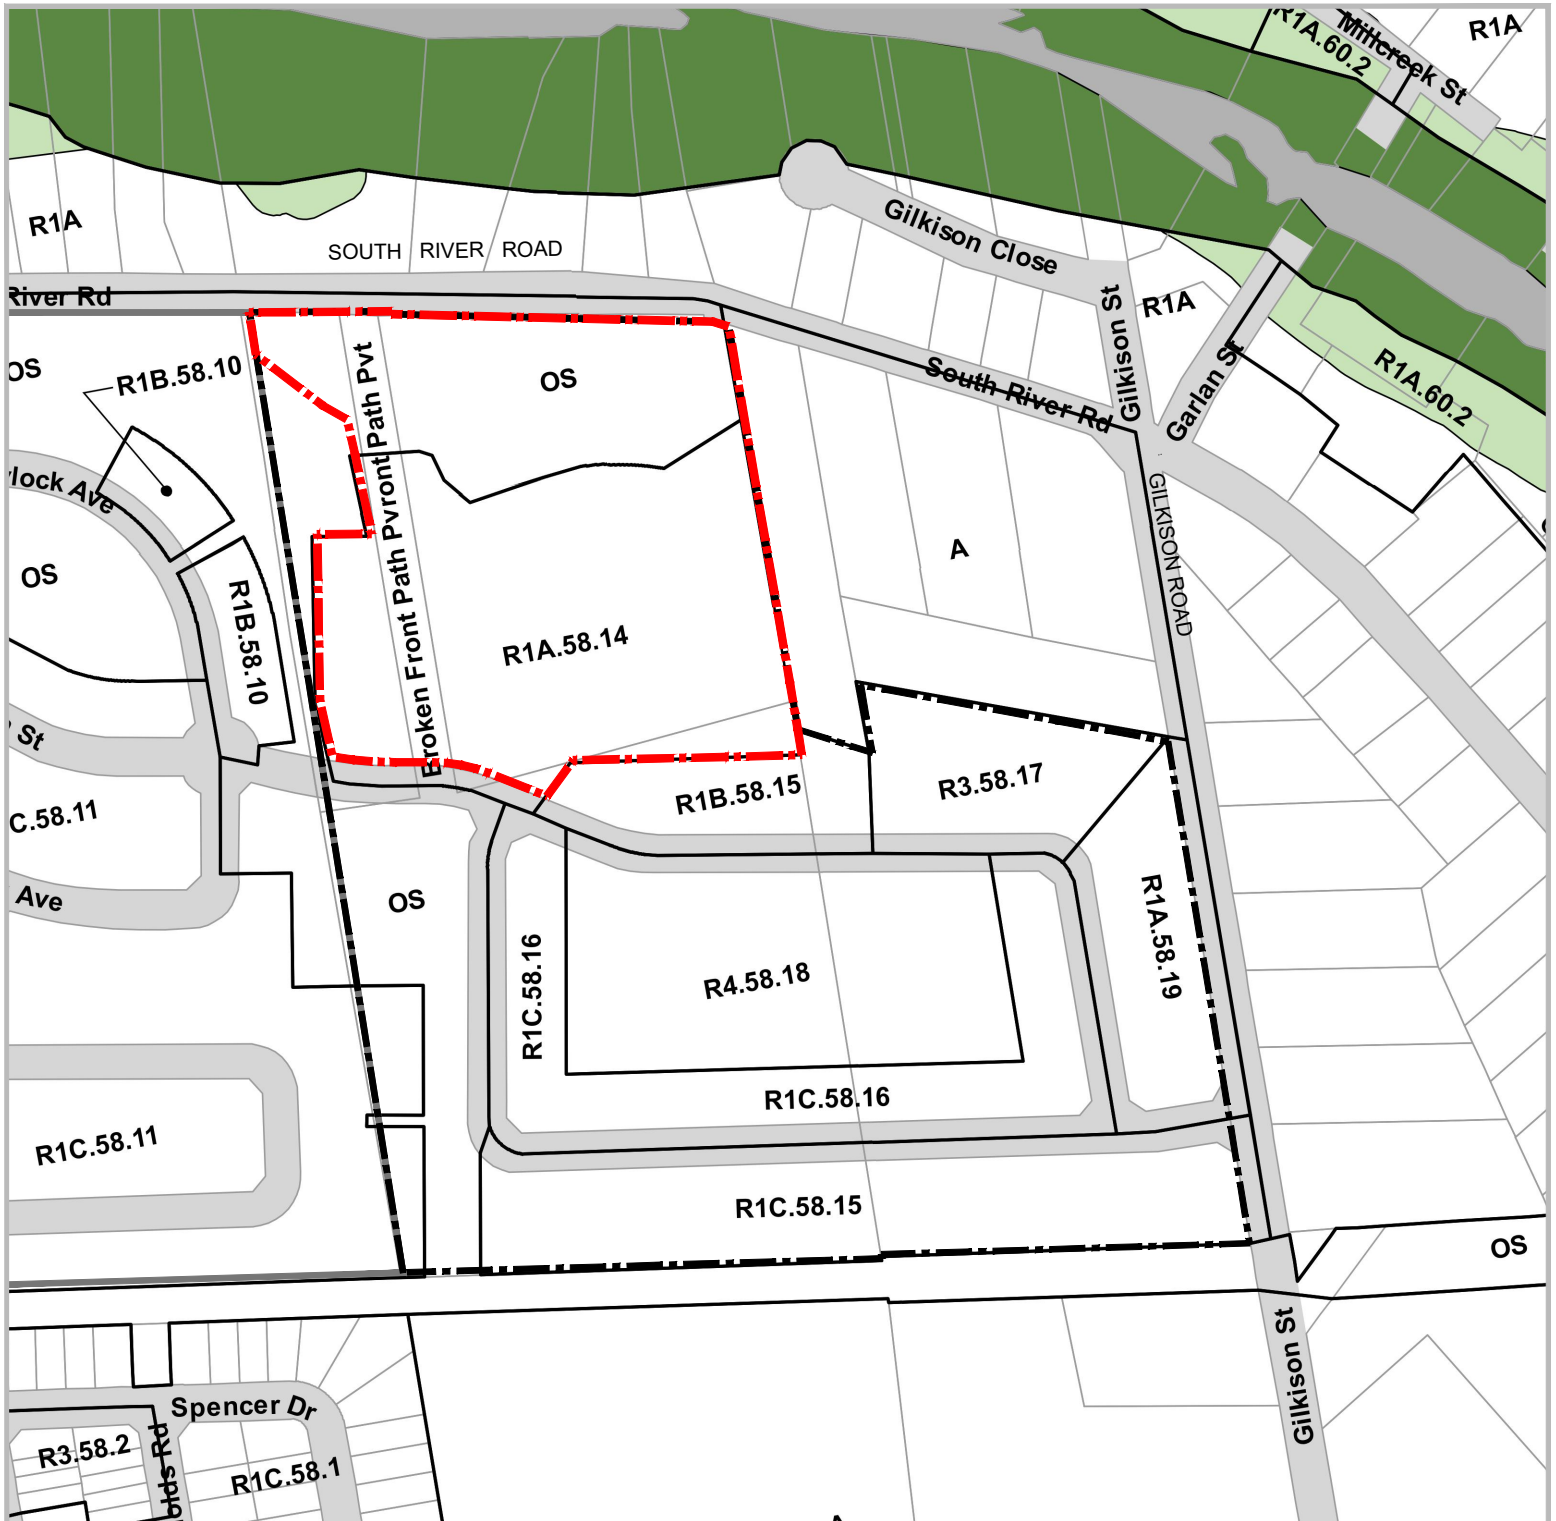 R1A.60.2
Millcreek St
R1A
R1A
SOUTH RIVER ROAD
Gilkison Close
River Rd
R1A
Gilkison St
Garlan St
R1A.60.2
OS
R1B.58.10
Broken Front Path Pvront Path Pvt
OS
South River Rd
GILKISON ROAD
lock Ave
OS
R1B.58.10
A
R1A.58.14
St
C.58.11
R1B.58.15
R3.58.17
Ave
OS
R1C.58.16
R4.58.18
R1A.58.19
R1C.58.16
R1C.58.11
R1C.58.15
OS
Gilkison St
Spencer Dr
R3.58.2
olds Rd
R1C.58.1